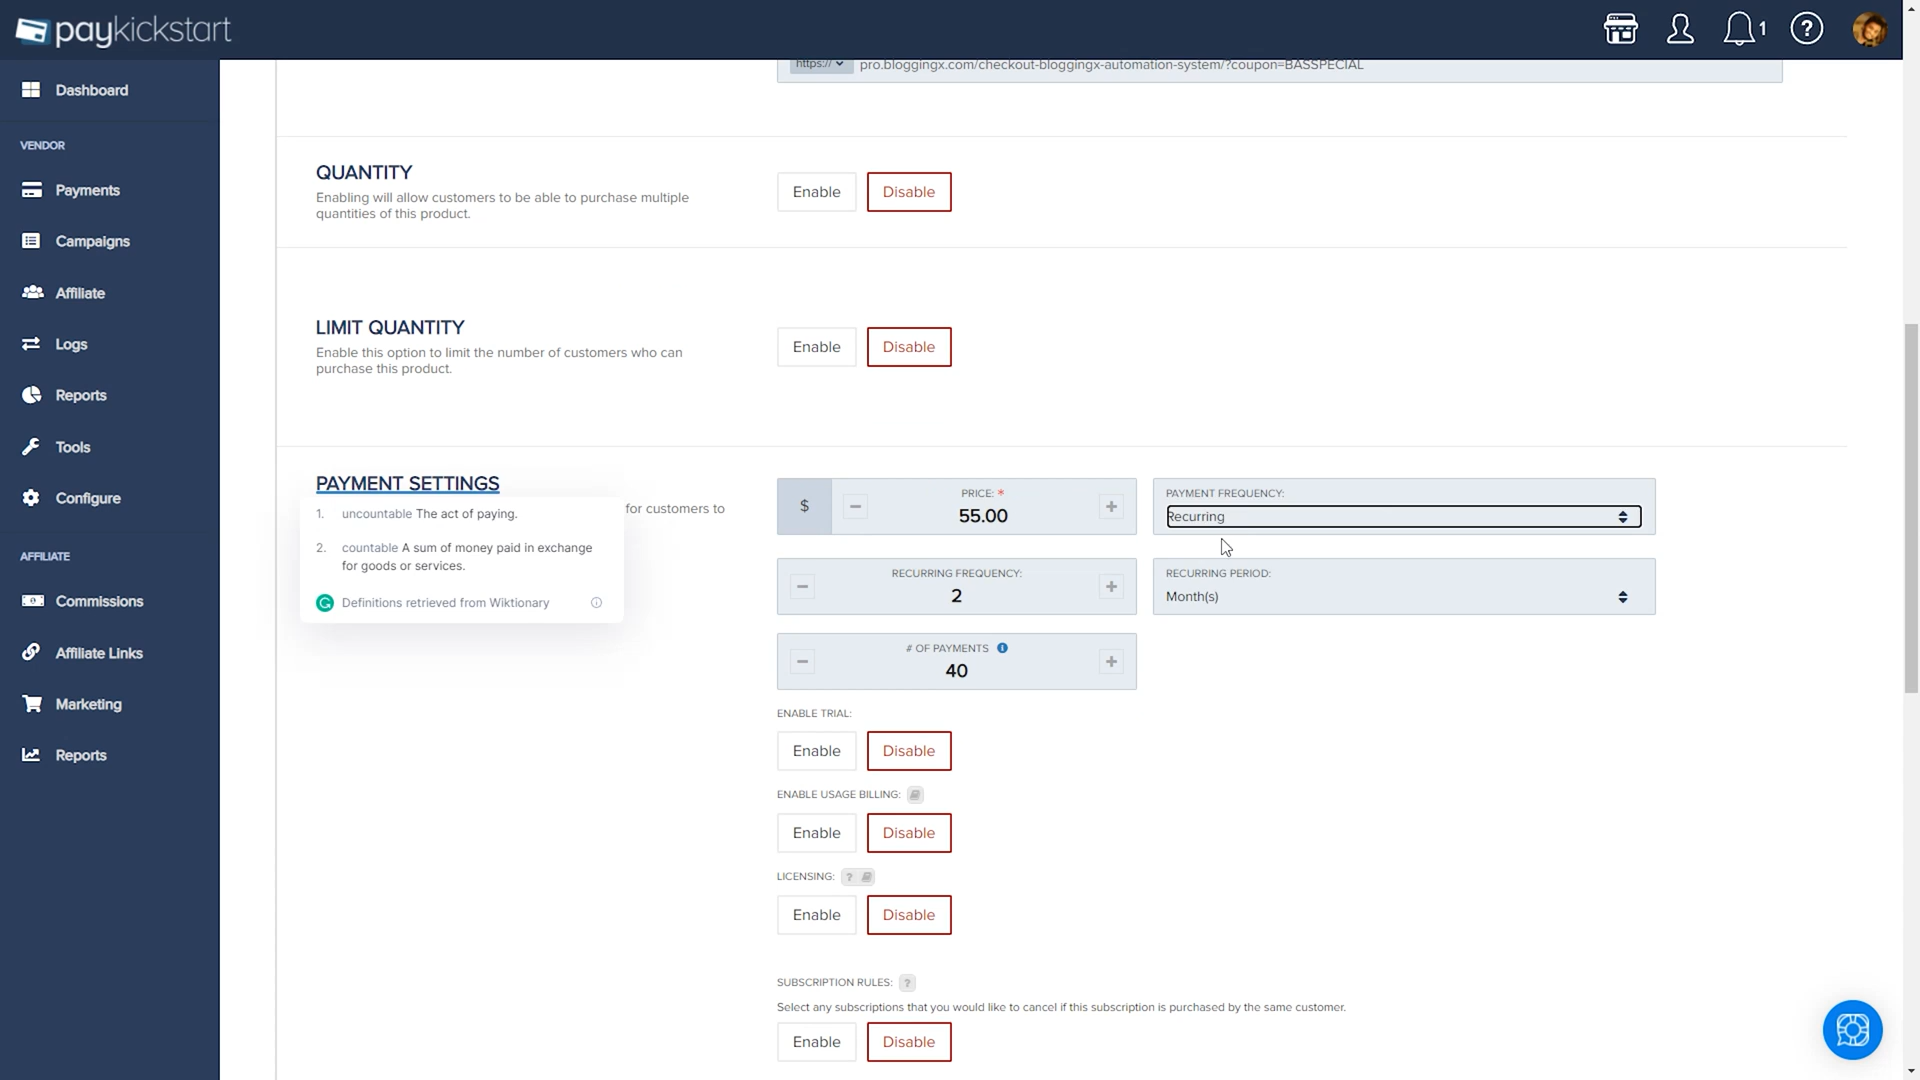 paykickstart
1
Dashboard
VENDOR
Payments
Campaigns
Affiliate
Logs
Reports
Tools
Configure
AFFILIATE
Commissions
Affiliate Links
Marketing
Reports
https:// pro.bloggingx.com/checkout-bloggingx-automation-system/?coupon=BASSPECIAL
QUANTITY
Enabling will allow customers to be able to purchase multiple
quantities of this product.
Enable Disable
LIMIT QUANTITY
Enable this option to limit the number of customers who can
purchase this product.
Enable Disable
PAYMENT SETTINGS
for customers to
1. uncountable The act of paying.
2. countable A sum of money paid in exchange
for goods or services.
Definitions retrieved from Wiktionary
$ − PRICE: * +
55.00
PAYMENT FREQUENCY:
Recurring
RECURRING FREQUENCY:
− 2 +
RECURRING PERIOD:
Month(s)
# OF PAYMENTS
− 40 +
ENABLE TRIAL:
Enable Disable
ENABLE USAGE BILLING:
Enable Disable
LICENSING: ?
Enable Disable
SUBSCRIPTION RULES: ?
Select any subscriptions that you would like to cancel if this subscription is purchased by the same customer.
Enable Disable